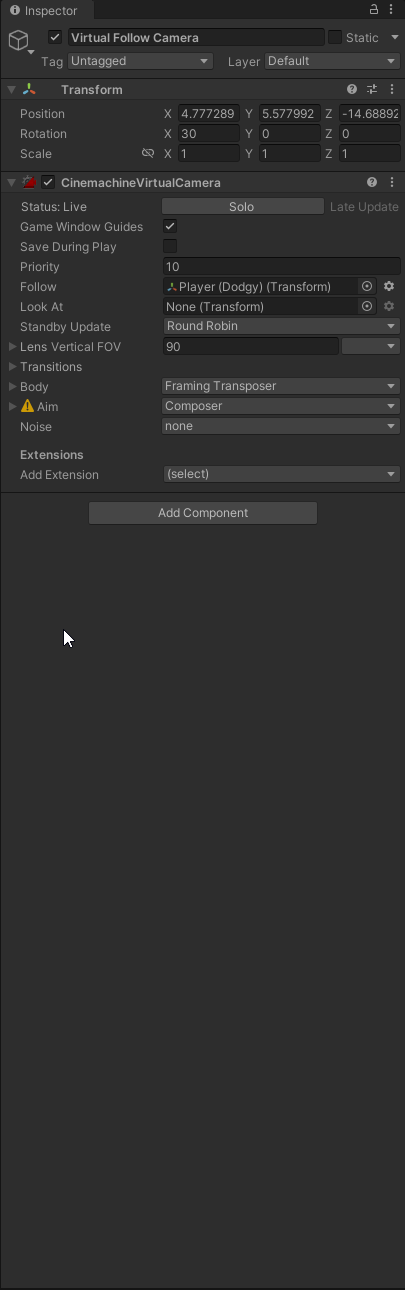 Inspector
Virtual Follow Camera Static
Tag Untagged Layer Default
Transform
Position X 4.777289 Y 5.577992 Z -14.68892
Rotation X 30 Y 0 Z 0
Scale X 1 Y 1 Z 1
CinemachineVirtualCamera
Status: Live Solo Late Update
Game Window Guides
Save During Play
Priority 10
Follow Player (Dodgy) (Transform)
Look At None (Transform)
Standby Update Round Robin
Lens Vertical FOV 90
Transitions
Body Framing Transposer
Aim Composer
Noise none
Extensions
Add Extension (select)
Add Component